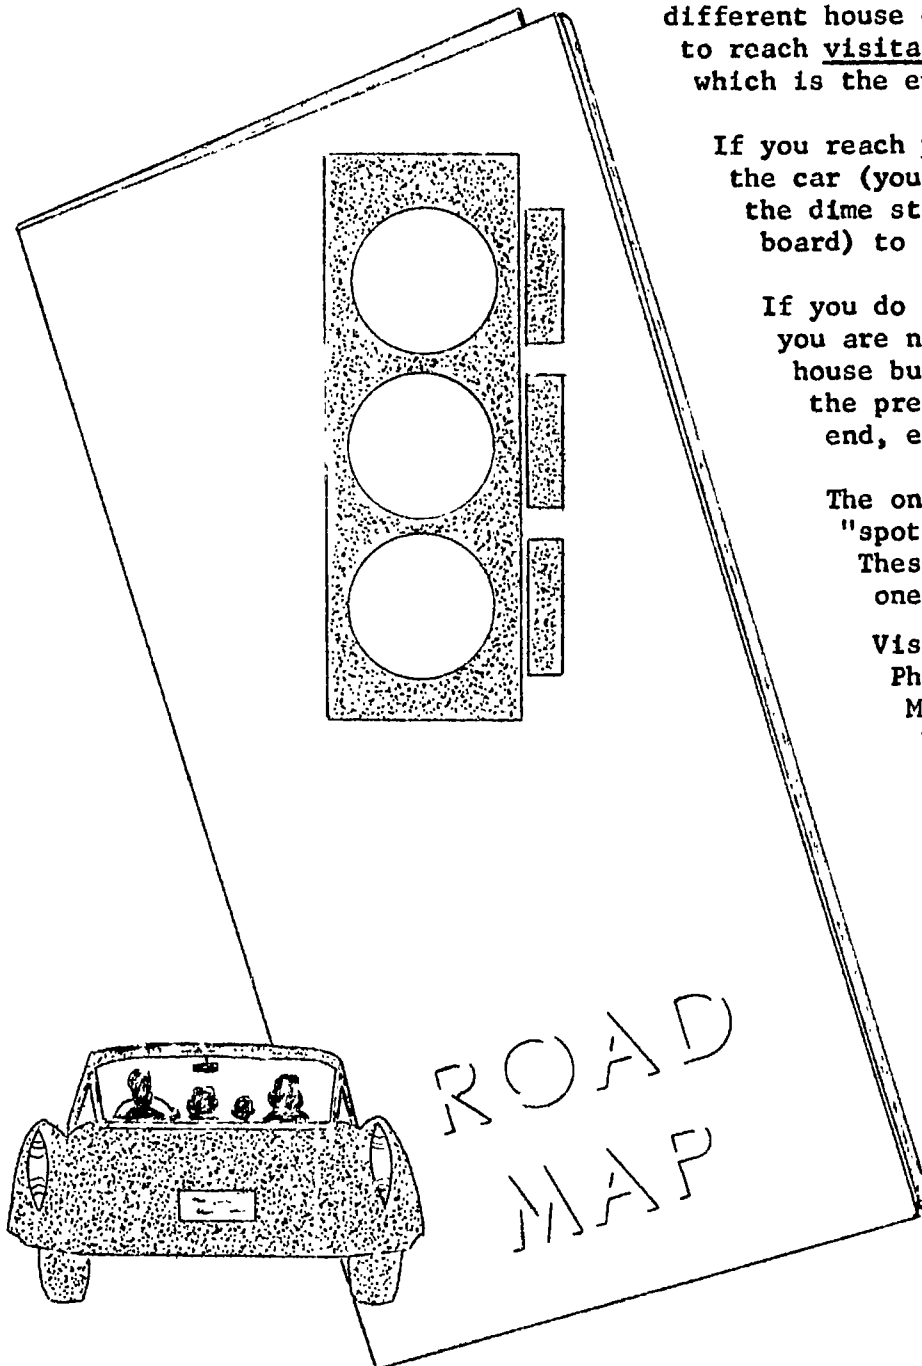 different house
to reach visita
which is the e
If you reach
the car (you
the dime st
board) to
If you do
you are n
house bu
the pre
end, e
The on
"spot
Thes
one
Vis
Ph
M
ROAD
MAP